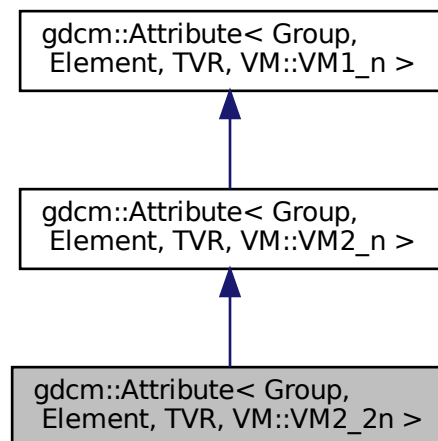 gdcm::Attribute< Group,
Element, TVR, VM::VM1_n >
gdcm::Attribute< Group,
Element, TVR, VM::VM2_n >
gdcm::Attribute< Group,
Element, TVR, VM::VM2_2n >